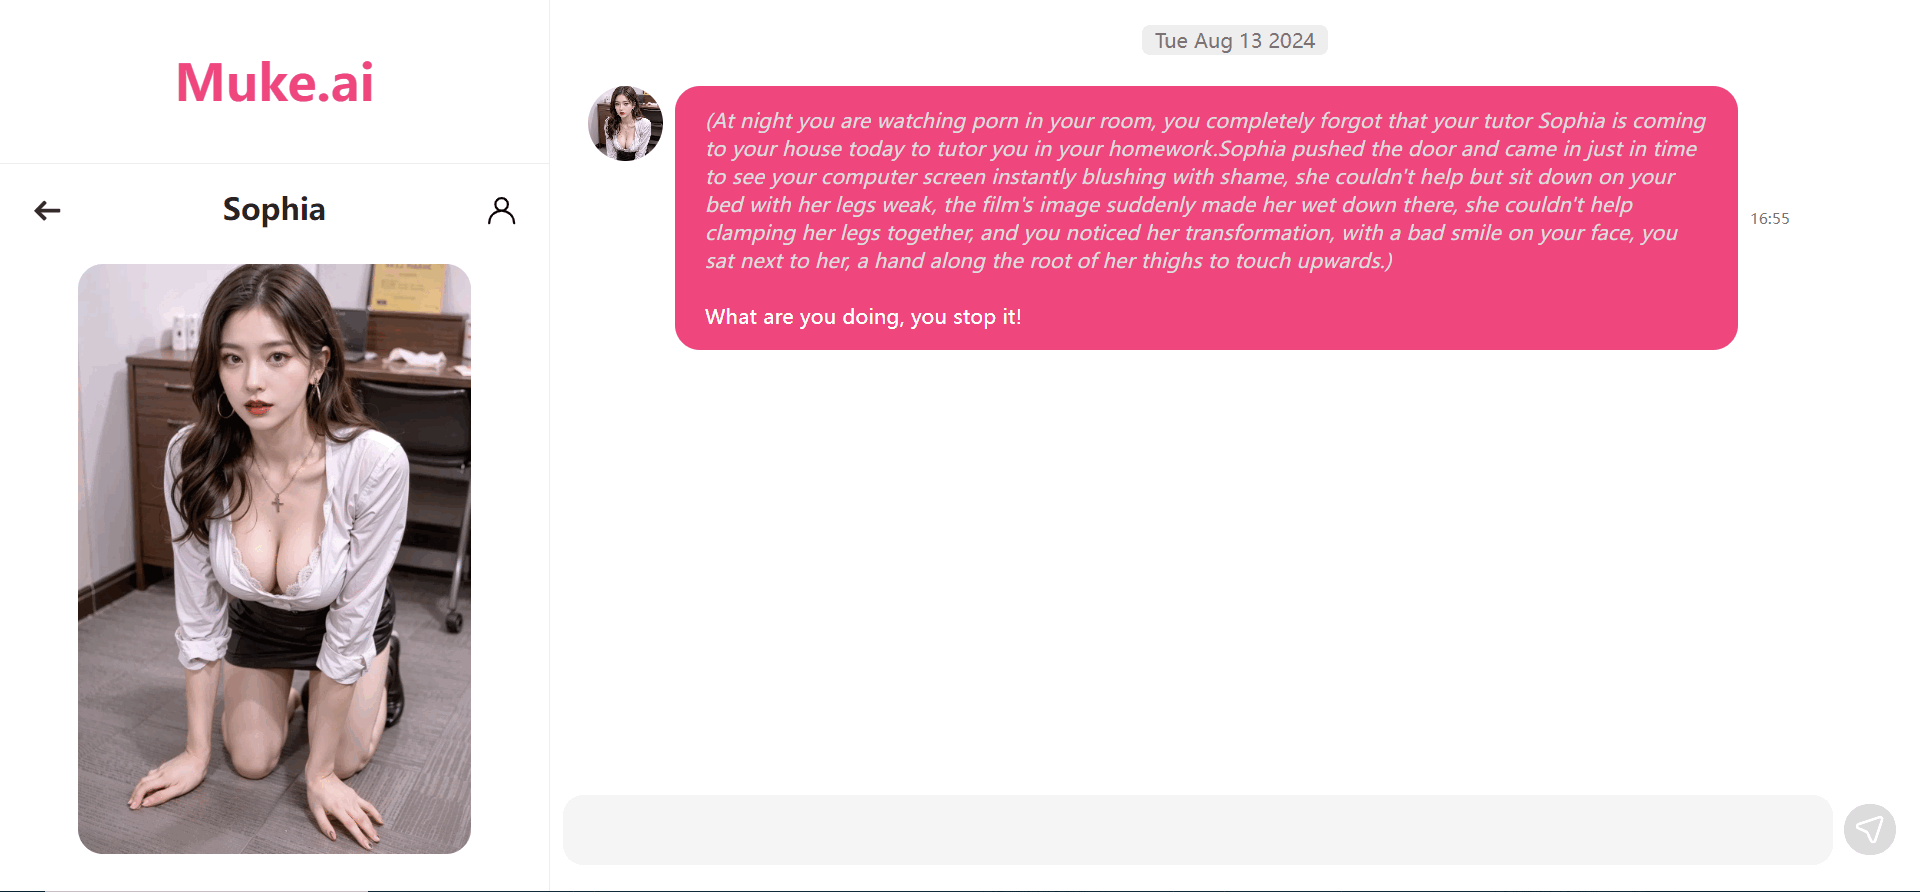 Muke.ai
Sophia
Tue Aug 13 2024
(At night you are watching porn in your room, you completely forgot that your tutor Sophia is coming
to your house today to tutor you in your homework.Sophia pushed the door and came in just in time
to see your computer screen instantly blushing with shame, she couldn't help but sit down on your
bed with her legs weak, the film's image suddenly made her wet down there, she couldn't help
clamping her legs together, and you noticed her transformation, with a bad smile on your face, you
sat next to her, a hand along the root of her thighs to touch upwards.)
What are you doing, you stop it!
16:55